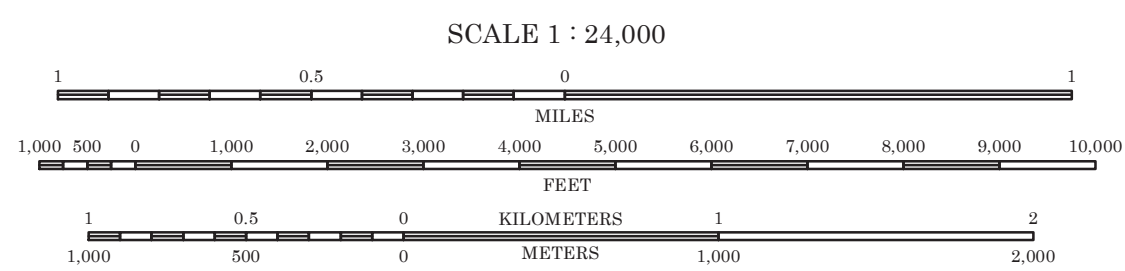 SCALE 1 : 24,000
1 0.5 0 1
MILES
1,000 500 0 1,000 2,000 3,000 4,000 5,000 6,000 7,000 8,000 9,000 10,000
FEET
1 0.5 0 KILOMETERS 1 2
1,000 500 0 METERS 1,000 2,000